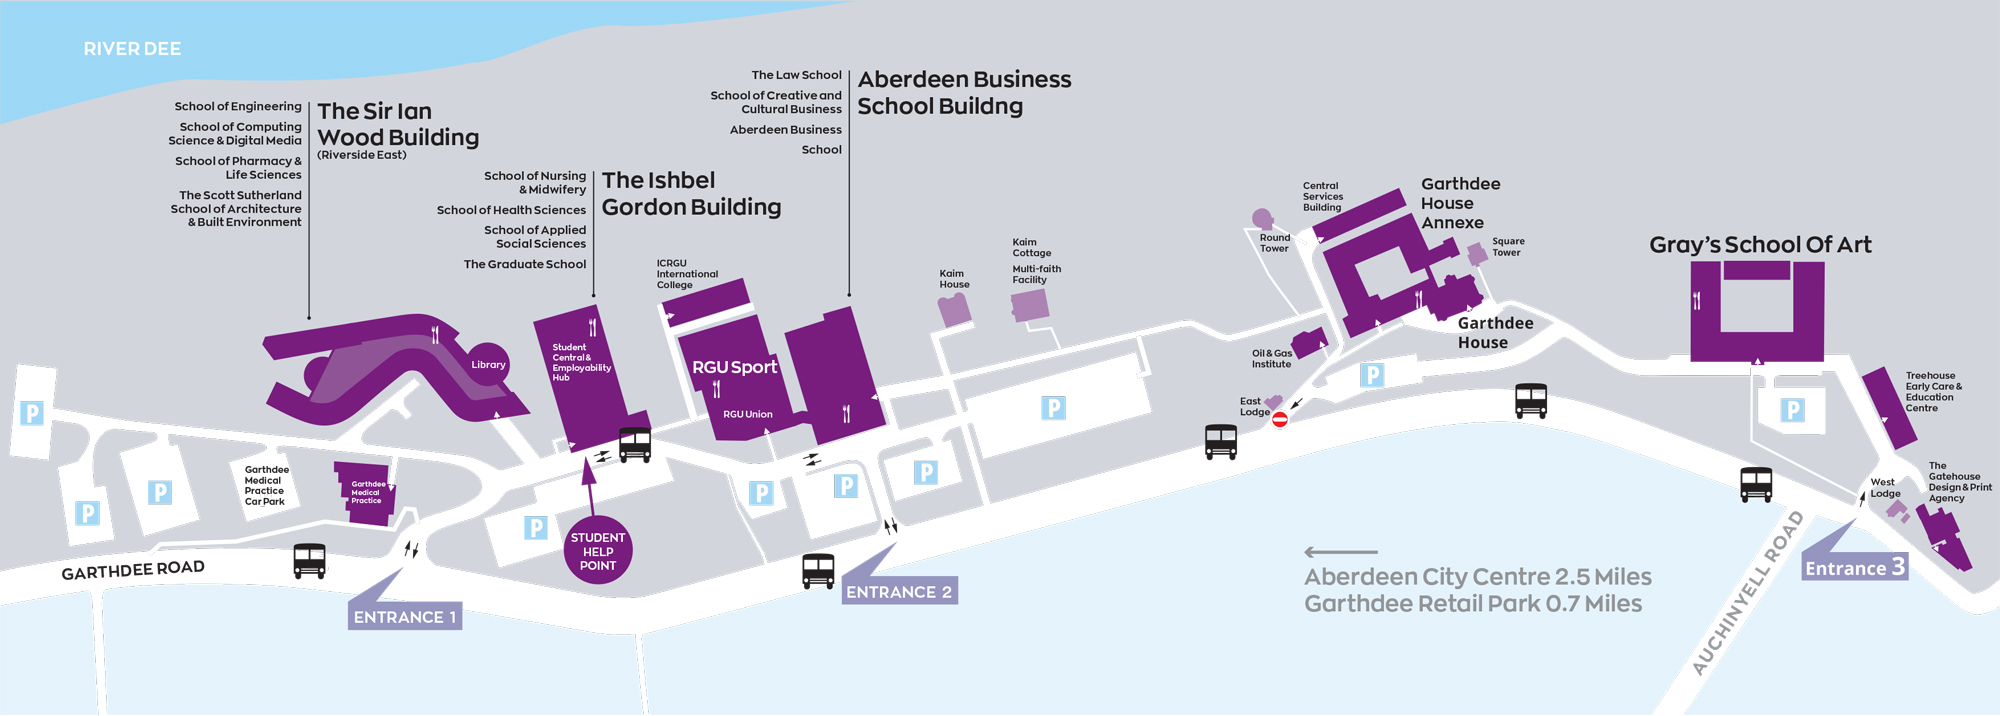 RIVER DEE
School of Engineering
School of Computing
Science & Digital Media
School of Pharmacy &
Life Sciences
The Scott Sutherland
School of Architecture
& Built Environment
The Sir Ian
Wood Building
(Riverside East)
School of Nursing
& Midwifery
School of Health Sciences
School of Applied
Social Sciences
The Graduate School
The Ishbel
Gordon Building
The Law School
School of Creative and
Cultural Business
Aberdeen Business
School
Aberdeen Business
School Buildng
Library
Student
Central &
Employability
Hub
ICRGU
International
College
RGU Sport
RGU Union
Kaim
House
Kaim
Cottage
Multi-faith
Facility
Round
Tower
Central
Services
Building
Garthdee
House
Annexe
Square
Tower
Garthdee
House
Oil & Gas
Institute
East
Lodge
Gray's School Of Art
Treehouse
Early Care &
Education
Centre
The
Gatehouse
Design & Print
Agency
West
Lodge
P
P
P
Garthdee
Medical
Practice
Car Park
Garthdee
Medical
Practice
P
P
P
P
P
P
P
STUDENT
HELP
POINT
GARTHDEE ROAD
ENTRANCE 1
ENTRANCE 2
Entrance 3
Aberdeen City Centre 2.5 Miles
Garthdee Retail Park 0.7 Miles
AUCHINYELL ROAD